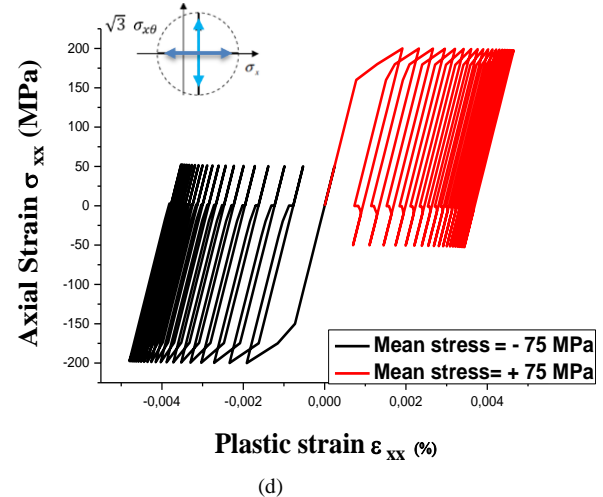 √3 σxθ
σx
200
150
100
50
0
-50
-100
-150
-200
Axial Strain σ xx (MPa)
-0,004
-0,002
0,000
0,002
0,004
Mean stress = - 75 MPa
Mean stress= + 75 MPa
Plastic strain ε xx (%)
(d)